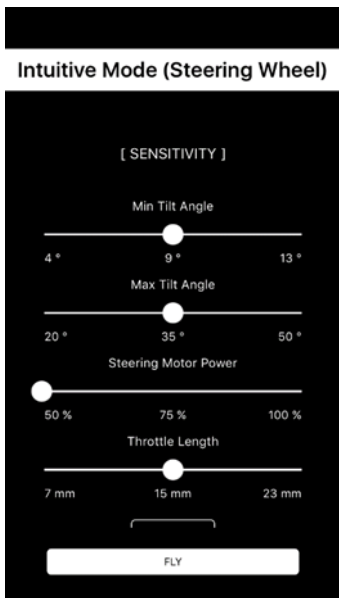 Intuitive Mode (Steering Wheel)
[ SENSITIVITY ]
Min Tilt Angle
4 ° 9 ° 13 °
Max Tilt Angle
20 ° 35 ° 50 °
Steering Motor Power
50 % 75 % 100 %
Throttle Length
7 mm 15 mm 23 mm
FLY